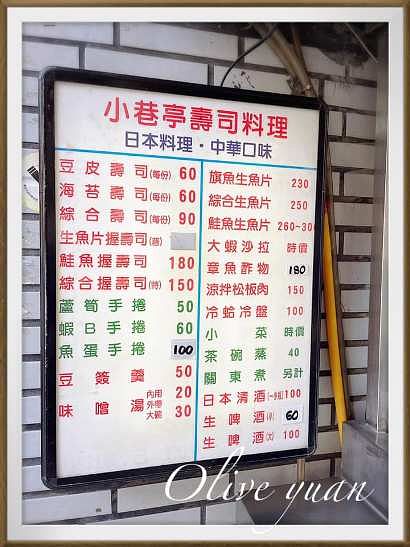 小巷亭壽司料理
日本料理·中華口味
豆皮壽司(每份) 60
海苔壽司(每份) 60
綜合壽司(每份) 90
生魚片握壽司
鮭魚握壽司 180
綜合握壽司(特) 150
蘆筍手捲 50
蝦B手捲 60
魚蛋手捲 100
豆簽羹 50
味噌湯 內用 20
外帶大碗 30
旗魚生魚片 230
綜合生魚片 250
鮭魚生魚片 260~30
大蝦沙拉 時價
章魚酢物 180
涼拌松板肉 150
冷蛤冷盤 100
小菜 時價
茶碗蒸 40
關東煮 另計
日本清酒 100
生啤酒(小) 60
生啤酒(大) 100
Olive yuan